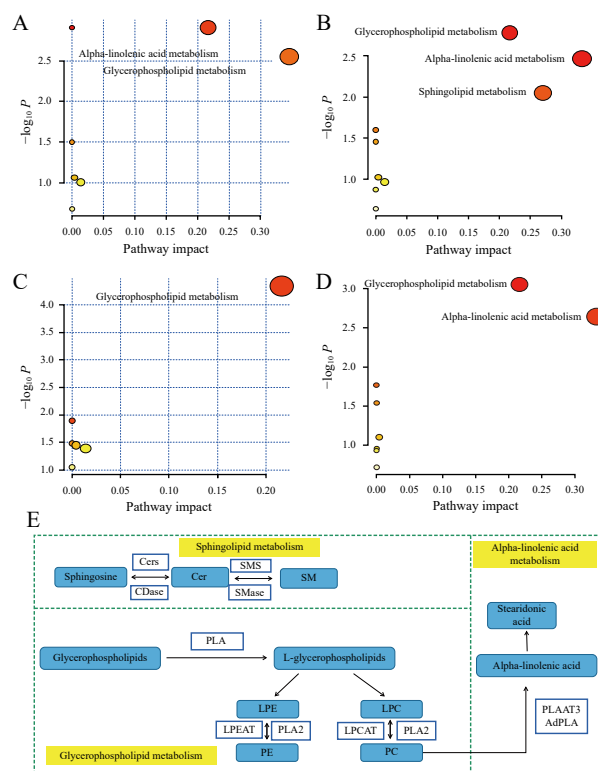 A
Alpha-linolenic acid metabolism
Glycerophospholipid metabolism
−log₁₀ P
2.5
1.5
1.0
0.00 0.05 0.10 0.15 0.20 0.25 0.30
Pathway impact
B
Glycerophospholipid metabolism
Alpha-linolenic acid metabolism
Sphingolipid metabolism
−log₁₀ P
2.5
2.0
1.5
1.0
0.00 0.05 0.10 0.15 0.20 0.25 0.30
Pathway impact
C
Glycerophospholipid metabolism
−log₁₀ P
4.0
3.5
3.0
2.5
2.0
1.5
1.0
0.00 0.05 0.10 0.15 0.20
Pathway impact
D
Glycerophospholipid metabolism
Alpha-linolenic acid metabolism
−log₁₀ P
3.0
2.5
1.5
1.0
0.00 0.05 0.10 0.15 0.20 0.25 0.30
Pathway impact
E
Sphingolipid metabolism
Sphingosine
Cers
CDase
Cer
SMS
SMase
SM
Alpha-linolenic acid
metabolism
Stearidonic
acid
Alpha-linolenic acid
PLAAT3
AdPLA
Glycerophospholipids
PLA
L-glycerophospholipids
LPE
LPC
LPEAT
PLA2
LPCAT
PLA2
PE
PC
Glycerophospholipid metabolism